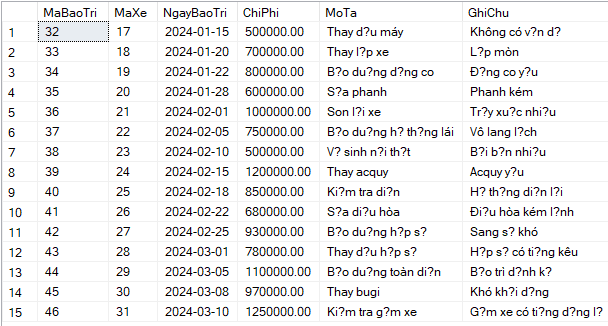 MaBaoTri MaXe NgayBaoTri ChiPhi MoTa GhiChu
1 32 17 2024-01-15 500000.00 Thay d?u máy Không có v?n d?
2 33 18 2024-01-20 700000.00 Thay l?p xe L?p mòn
3 34 19 2024-01-22 800000.00 B?o du?ng d?ng co Đ?ng co y?u
4 35 20 2024-01-28 600000.00 S?a phanh Phanh kém
5 36 21 2024-02-01 1000000.00 Son l?i xe Tr?y xu?c nhi?u
6 37 22 2024-02-05 750000.00 B?o du?ng h? th?ng lái Vô lang l?ch
7 38 23 2024-02-10 500000.00 V? sinh n?i th?t B?i b?n nhi?u
8 39 24 2024-02-15 1200000.00 Thay acquy Acquy y?u
9 40 25 2024-02-18 850000.00 Ki?m tra di?n H? th?ng di?n l?i
10 41 26 2024-02-22 680000.00 S?a di?u hòa Đi?u hòa kém l?nh
11 42 27 2024-02-25 930000.00 B?o du?ng h?p s? Sang s? khó
12 43 28 2024-03-01 780000.00 Thay d?u h?p s? H?p s? có ti?ng kêu
13 44 29 2024-03-05 1100000.00 B?o du?ng toàn di?n B?o trì d?nh k?
14 45 30 2024-03-08 970000.00 Thay bugi Khó kh?i d?ng
15 46 31 2024-03-10 1250000.00 Ki?m tra g?m xe G?m xe có ti?ng d?ng l?